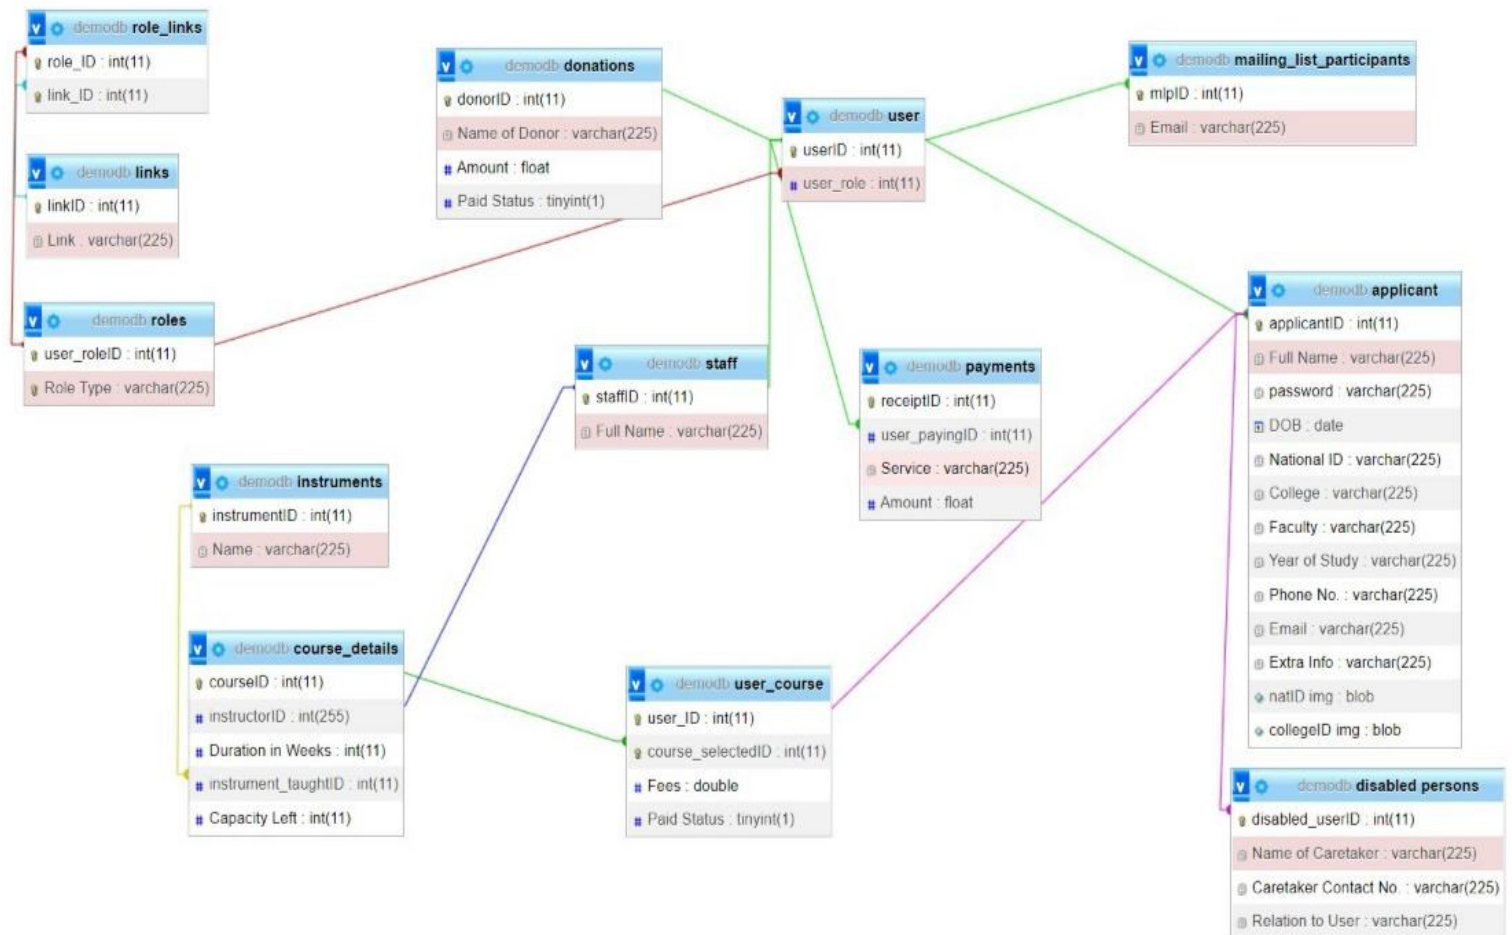 demodb role_links
role_ID : int(11)
link_ID : int(11)
demodb links
linkID : int(11)
Link : varchar(225)
demodb roles
user_roleID : int(11)
Role Type : varchar(225)
demodb donations
donorID : int(11)
Name of Donor : varchar(225)
Amount : float
Paid Status : tinyint(1)
demodb user
userID : int(11)
user_role : int(11)
demodb mailing_list_participants
mlpID : int(11)
Email : varchar(225)
demodb applicant
applicantID : int(11)
Full Name : varchar(225)
password : varchar(225)
DOB : date
National ID : varchar(225)
College : varchar(225)
Faculty : varchar(225)
Year of Study : varchar(225)
Phone No. : varchar(225)
Email : varchar(225)
Extra Info : varchar(225)
natID img : blob
collegeID img : blob
demodb staff
staffID : int(11)
Full Name : varchar(225)
demodb payments
receiptID : int(11)
user_payingID : int(11)
Service : varchar(225)
Amount : float
demodb instruments
instrumentID : int(11)
Name : varchar(225)
demodb course_details
courseID : int(11)
instructorID : int(255)
Duration in Weeks : int(11)
instrument_taughtID : int(11)
Capacity Left : int(11)
demodb user_course
user_ID : int(11)
course_selectedID : int(11)
Fees : double
Paid Status : tinyint(1)
demodb disabled persons
disabled_userID : int(11)
Name of Caretaker : varchar(225)
Caretaker Contact No. : varchar(225)
Relation to User : varchar(225)